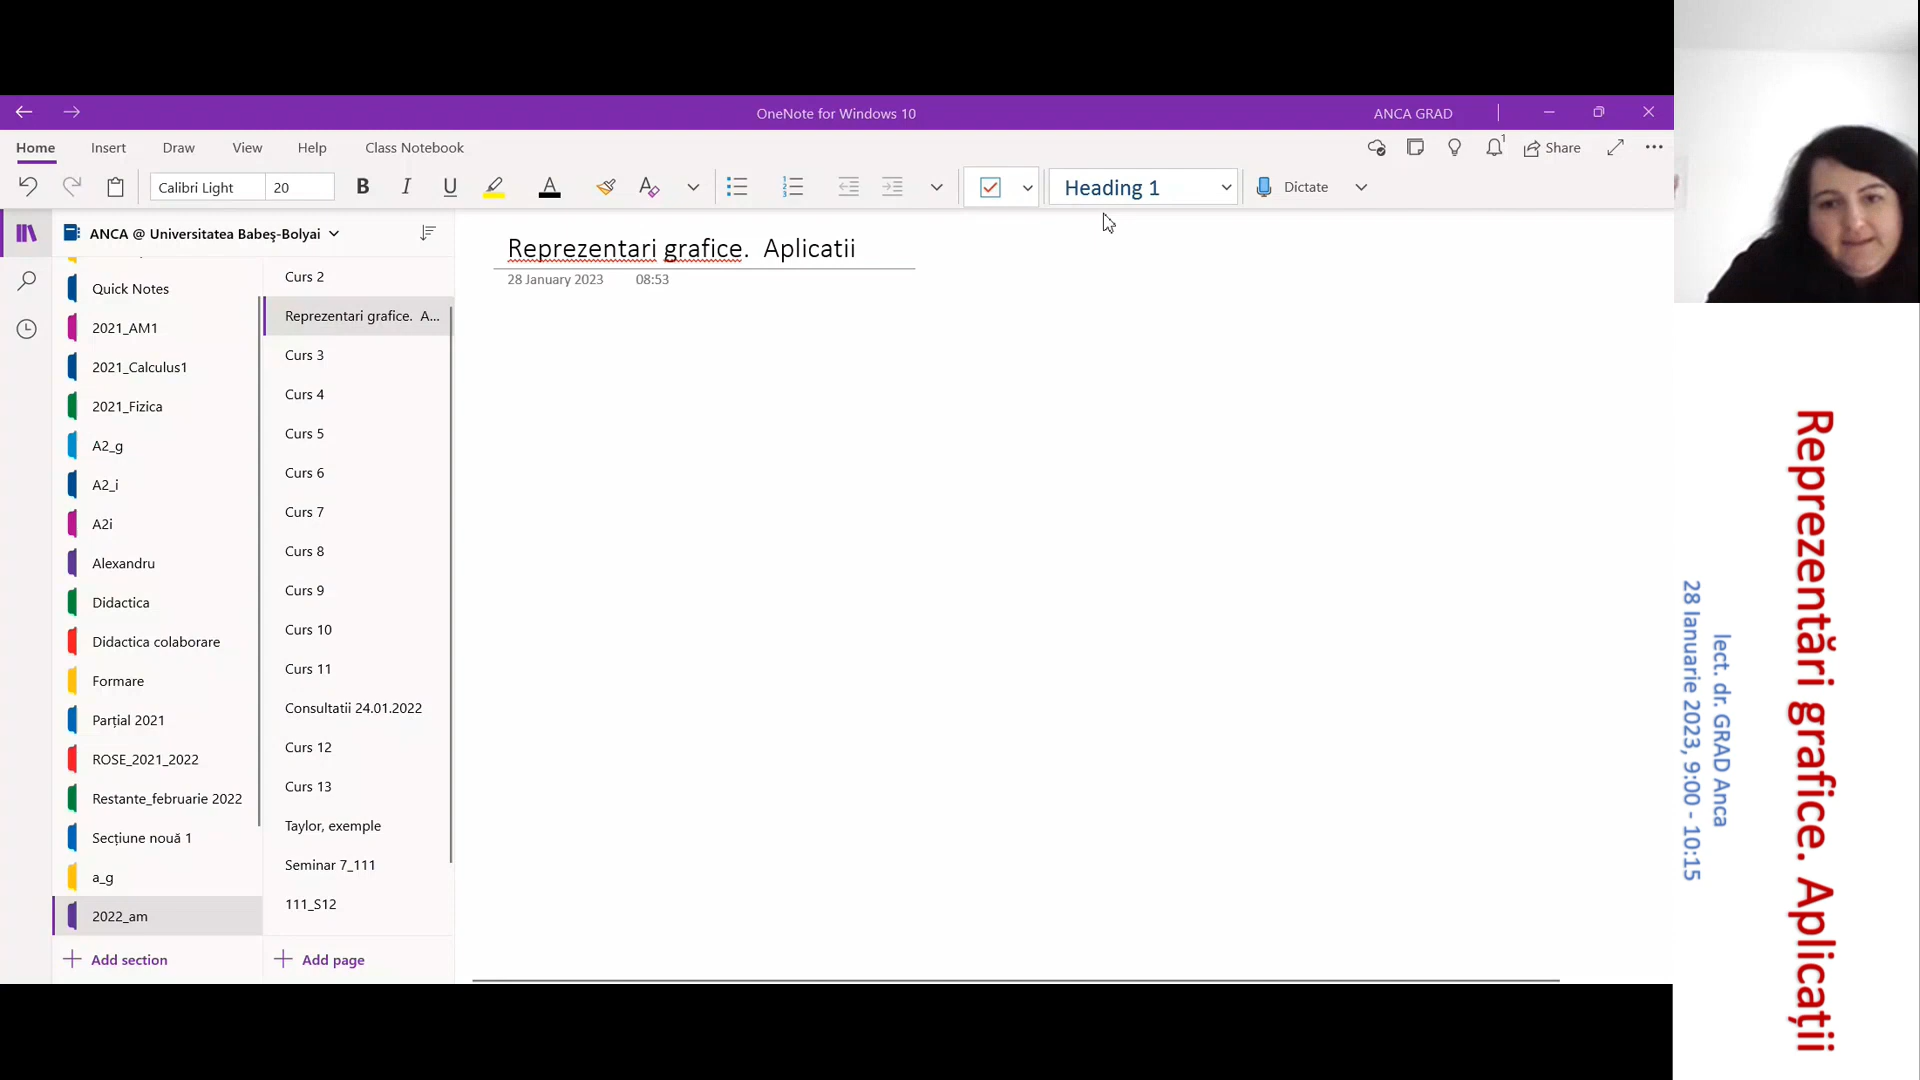 OneNote for Windows 10
ANCA GRAD
Home Insert Draw View Help Class Notebook
1
Share
Calibri Light 20 B I U A A Heading 1 Dictate
ANCA @ Universitatea Babeş-Bolyai
Quick Notes
2021_AM1
2021_Calculus1
2021_Fizica
A2_g
A2_i
A2i
Alexandru
Didactica
Didactica colaborare
Formare
Parțial 2021
ROSE_2021_2022
Restante_februarie 2022
Secțiune nouă 1
a_g
2022_am
Add section
Curs 2
Reprezentari grafice. A...
Curs 3
Curs 4
Curs 5
Curs 6
Curs 7
Curs 8
Curs 9
Curs 10
Curs 11
Consultatii 24.01.2022
Curs 12
Curs 13
Taylor, exemple
Seminar 7_111
111_S12
Add page
Reprezentari grafice. Aplicatii
28 January 2023 08:53
Reprezentări grafice. Aplicații
lect. dr. GRAD Anca
28 Ianuarie 2023, 9:00 - 10:15